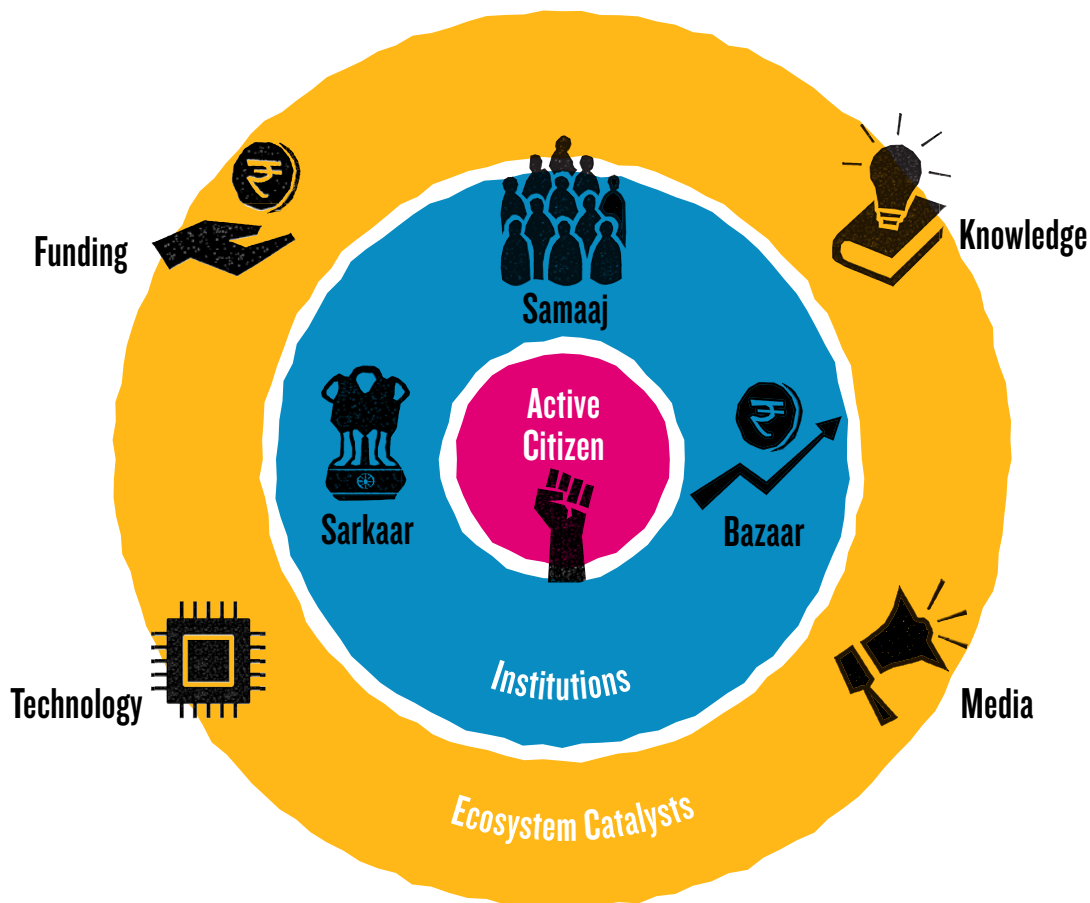 Funding
Knowledge
Samaaj
Active
Citizen
Sarkaar
Bazaar
Institutions
Technology
Media
Ecosystem Catalysts